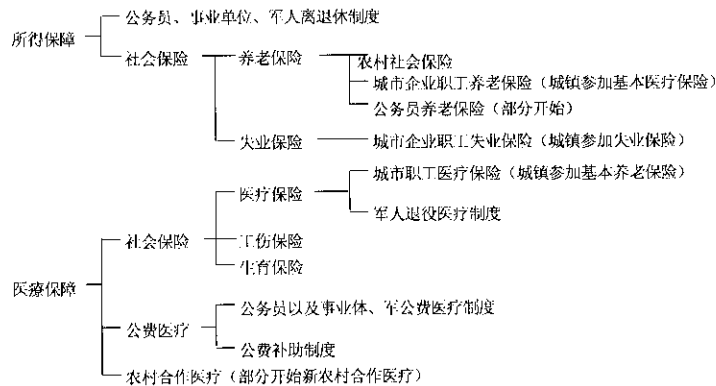 公务员、事业单位、军人离退休制度
所得保障
社会保险
养老保险
农村社会保险
城市企业职工养老保险（城镇参加基本医疗保险）
公务员养老保险（部分开始）
失业保险
城市企业职工失业保险（城镇参加失业保险）
城市职工医疗保险（城镇参加基本养老保险）
医疗保险
军人退役医疗制度
社会保险
工伤保险
生育保险
医療保障
公务员以及事业体、军公费医疗制度
公费医疗
公费补助制度
农村合作医疗（部分开始新农村合作医疗）